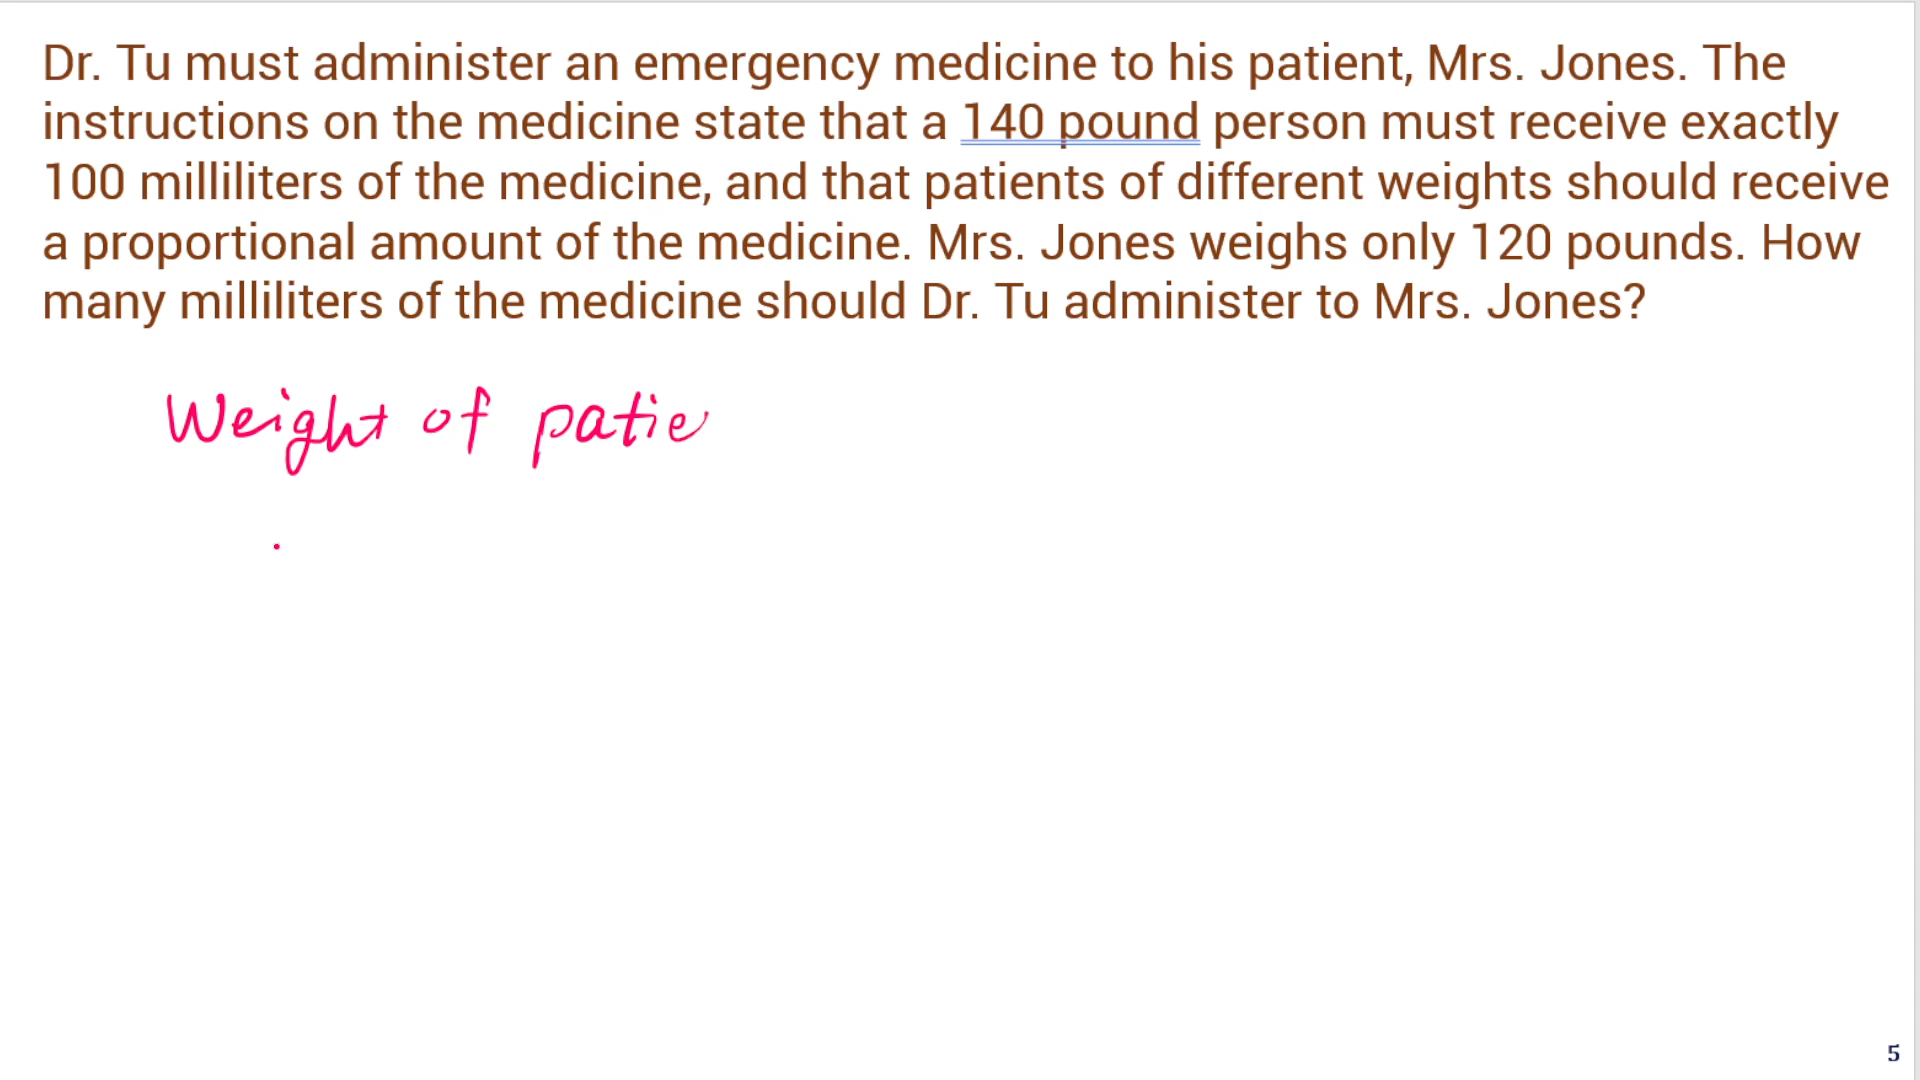 Dr. Tu must administer an emergency medicine to his patient, Mrs. Jones. The
instructions on the medicine state that a 140 pound person must receive exactly
100 milliliters of the medicine, and that patients of different weights should receive
a proportional amount of the medicine. Mrs. Jones weighs only 120 pounds. How
many milliliters of the medicine should Dr. Tu administer to Mrs. Jones?
Weight of patie
5